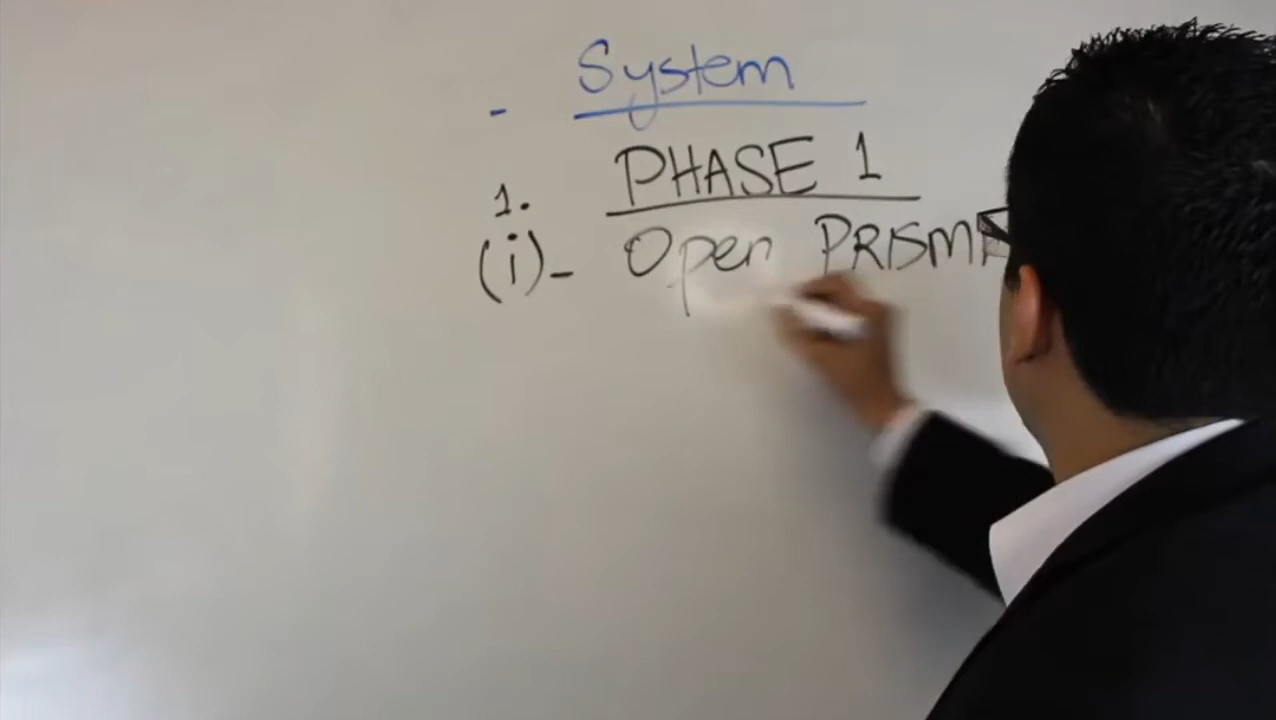 - System
1. PHASE 1
(i)- Open PRISM